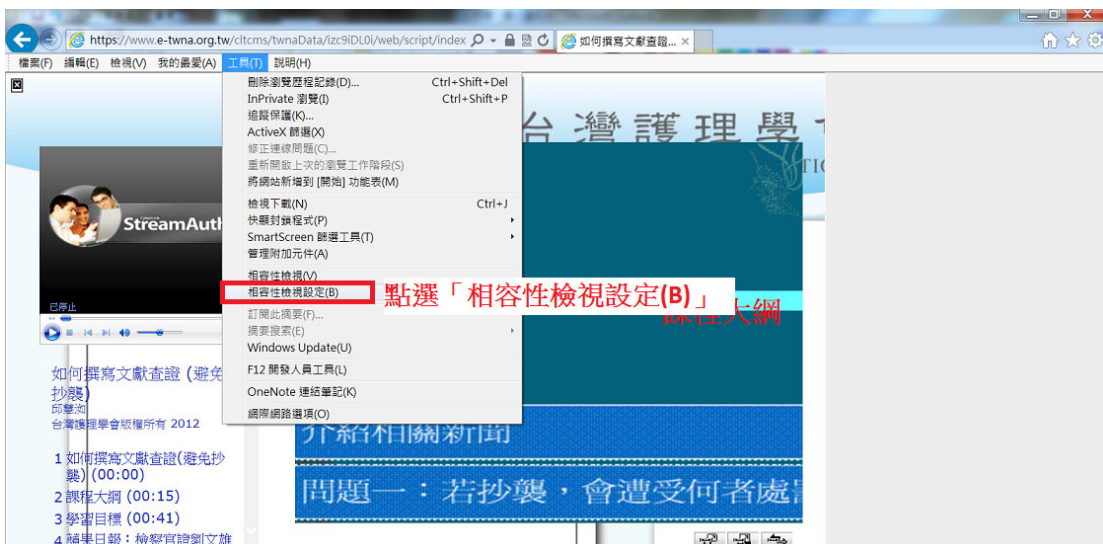 https://www.e-twna.org.tw/cltcms/twnaData/izc9iDL0i/web/script/index
如何撰寫文獻查證...
檔案(F) 編輯(E) 檢視(V) 我的最愛(A) 工具(T) 說明(H)
刪除瀏覽歷程記錄(D)... Ctrl+Shift+Del
InPrivate 瀏覽(I) Ctrl+Shift+P
追蹤保護(K)...
ActiveX 篩選(X)
修正連線問題(C)...
重新開啟上次的瀏覽工作階段(S)
將網站新增到 [開始] 功能表(M)
檢視下載(N) Ctrl+J
快顯封鎖程式(P)
SmartScreen 篩選工具(T)
管理附加元件(A)
相容性檢視(V)
相容性檢視設定(B)
訂閱此摘要(F)...
摘要搜索(E)
Windows Update(U)
F12 開發人員工具(L)
OneNote 連結筆記(K)
網際網路選項(O)
點選「相容性檢視設定(B)」
台灣護理學
課程大綱
StreamAuth
已停止
如何撰寫文獻查證 (避免
抄襲)
台灣護理學會版權所有 2012
1 如何撰寫文獻查證(避免抄
襲) (00:00)
2 課程大綱 (00:15)
3 學習目標 (00:41)
4 蘋果日報：檢察官證劉文雄
介紹相關新聞
問題一：若抄襲，會遭受何者處